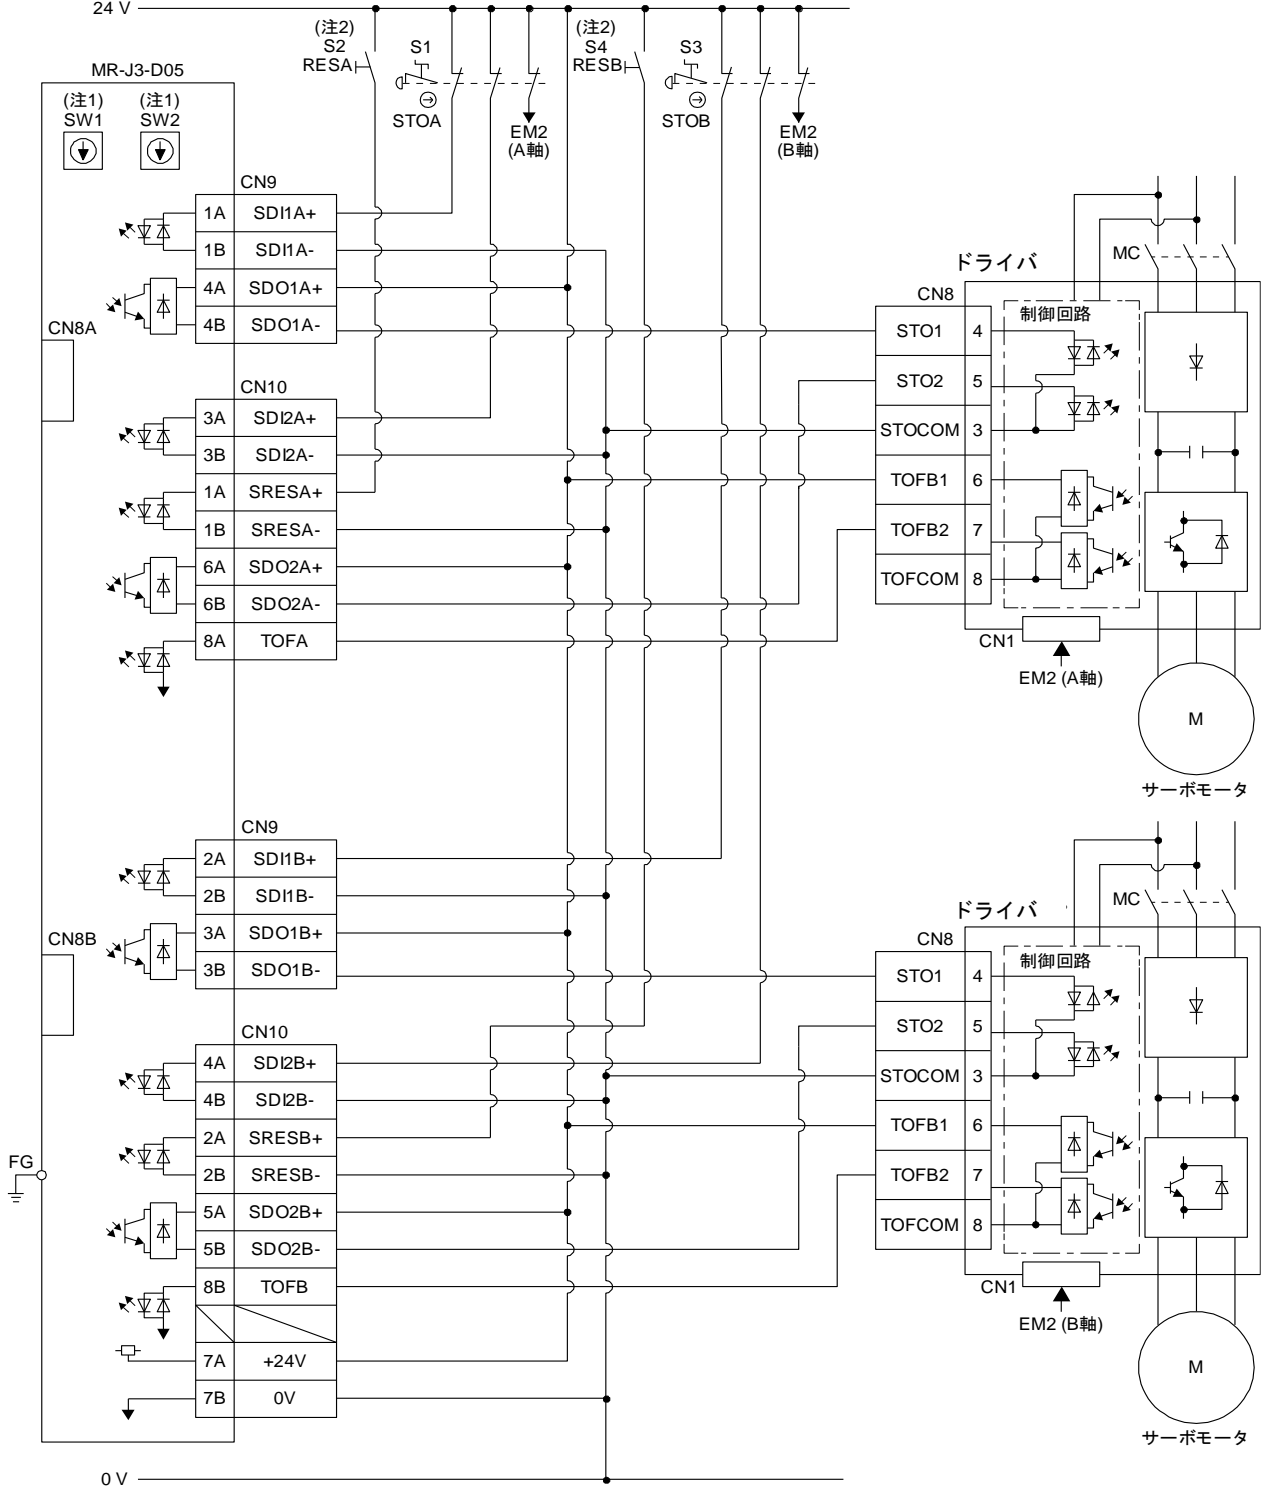 24 V
(注2)
S2
RESA
S1
STOA
EM2
(A軸)
(注2)
S4
RESB
S3
STOB
EM2
(B軸)
MR-J3-D05
(注1)
SW1
(注1)
SW2
CN9
1A SDI1A+
1B SDI1A-
4A SDO1A+
4B SDO1A-
CN8A
CN10
3A SDI2A+
3B SDI2A-
1A SRESA+
1B SRESA-
6A SDO2A+
6B SDO2A-
8A TOFA
MC
ドライバ
CN8
制御回路
STO1 4
STO2 5
STOCOM 3
TOFB1 6
TOFB2 7
TOFCOM 8
CN1
EM2 (A軸)
M
サーボモータ
CN9
2A SDI1B+
2B SDI1B-
3A SDO1B+
3B SDO1B-
CN8B
CN10
4A SDI2B+
4B SDI2B-
2A SRESB+
2B SRESB-
5A SDO2B+
5B SDO2B-
8B TOFB
7A +24V
7B 0V
FG
MC
ドライバ
CN8
制御回路
STO1 4
STO2 5
STOCOM 3
TOFB1 6
TOFB2 7
TOFCOM 8
CN1
EM2 (B軸)
M
サーボモータ
0 V